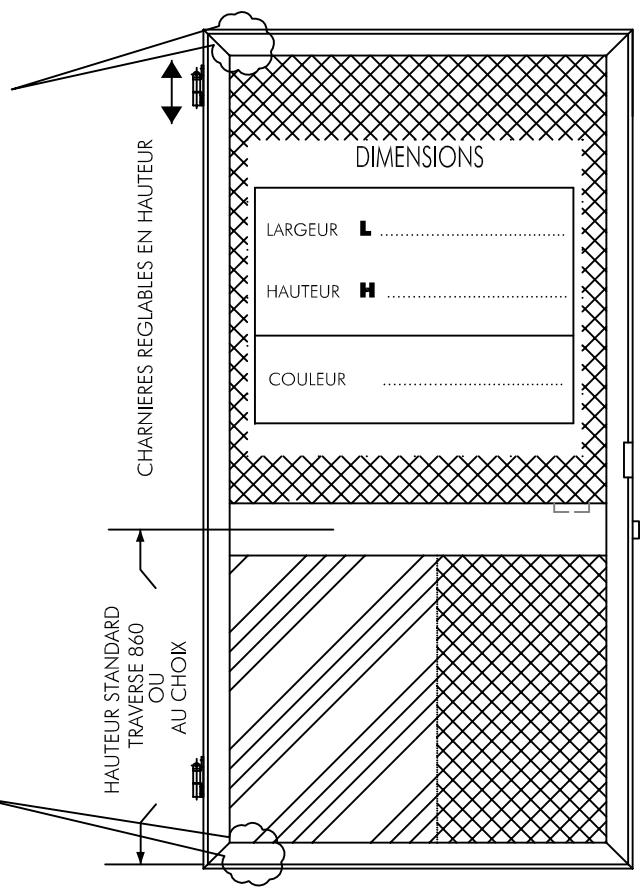 DIMENSIONS
LARGEUR L ........................................
HAUTEUR H ........................................
COULEUR ........................................
CHARNIERES REGLABLES EN HAUTEUR
HAUTEUR STANDARD
TRAVERSE 860
OU
AU CHOIX